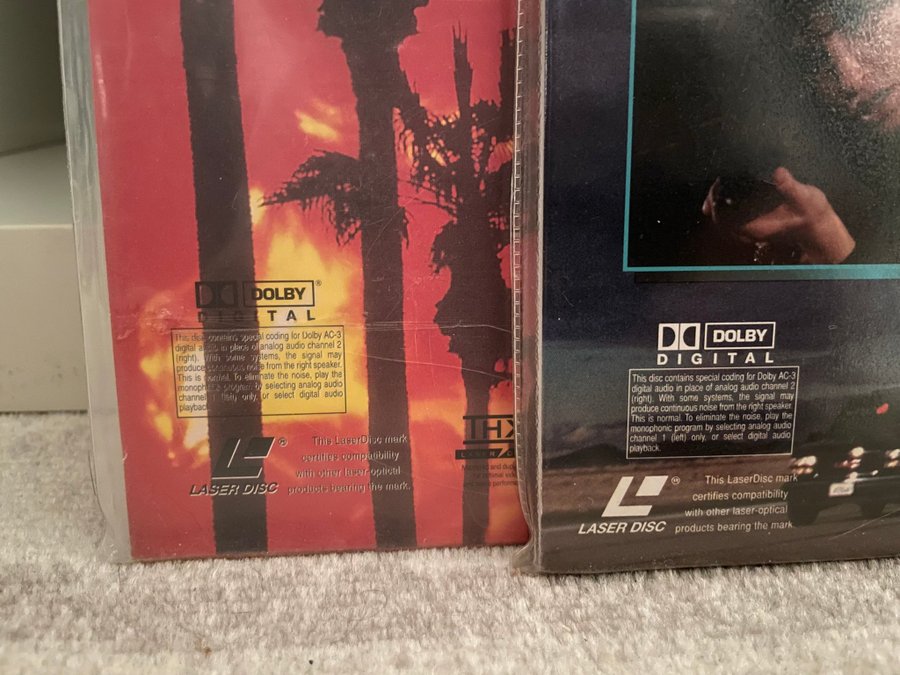 DOLBY®
DIGITAL
This disc contains special coding for Dolby AC-3
digital audio in place of analog audio channel 2
(right). With some systems, the signal may
produce continuous noise from the right speaker.
This is normal. To eliminate the noise, play the
monophonic program by selecting analog audio
channel 1 (left) only, or select digital audio
playback.
THX
LASER DISC
®
LASER DISC
This LaserDisc mark
certifies compatibility
with other laser-optical
products bearing the mark.
DOLBY
DIGITAL
This disc contains special coding for Dolby AC-3
digital audio in place of analog audio channel 2
(right). With some systems, the signal may
produce continuous noise from the right speaker.
This is normal. To eliminate the noise, play the
monophonic program by selecting analog audio
channel 1 (left) only, or select digital audio
playback.
LASER DISC
This LaserDisc mark
certifies compatibility
with other laser-optical
products bearing the mark.